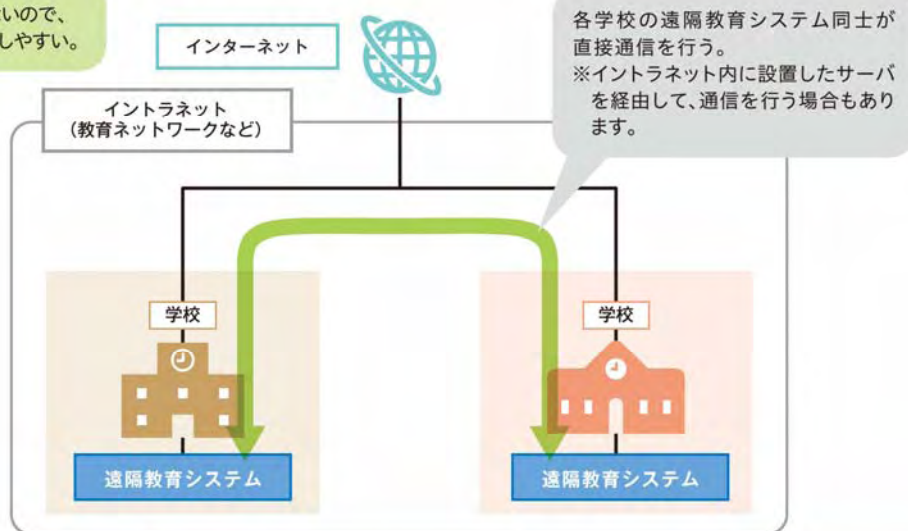 いので、
しやすい。
インターネット
各学校の遠隔教育システム同士が
直接通信を行う。
※イントラネット内に設置したサーバ
を経由して、通信を行う場合もあり
ます。
イントラネット
(教育ネットワークなど)
学校
学校
遠隔教育システム
遠隔教育システム